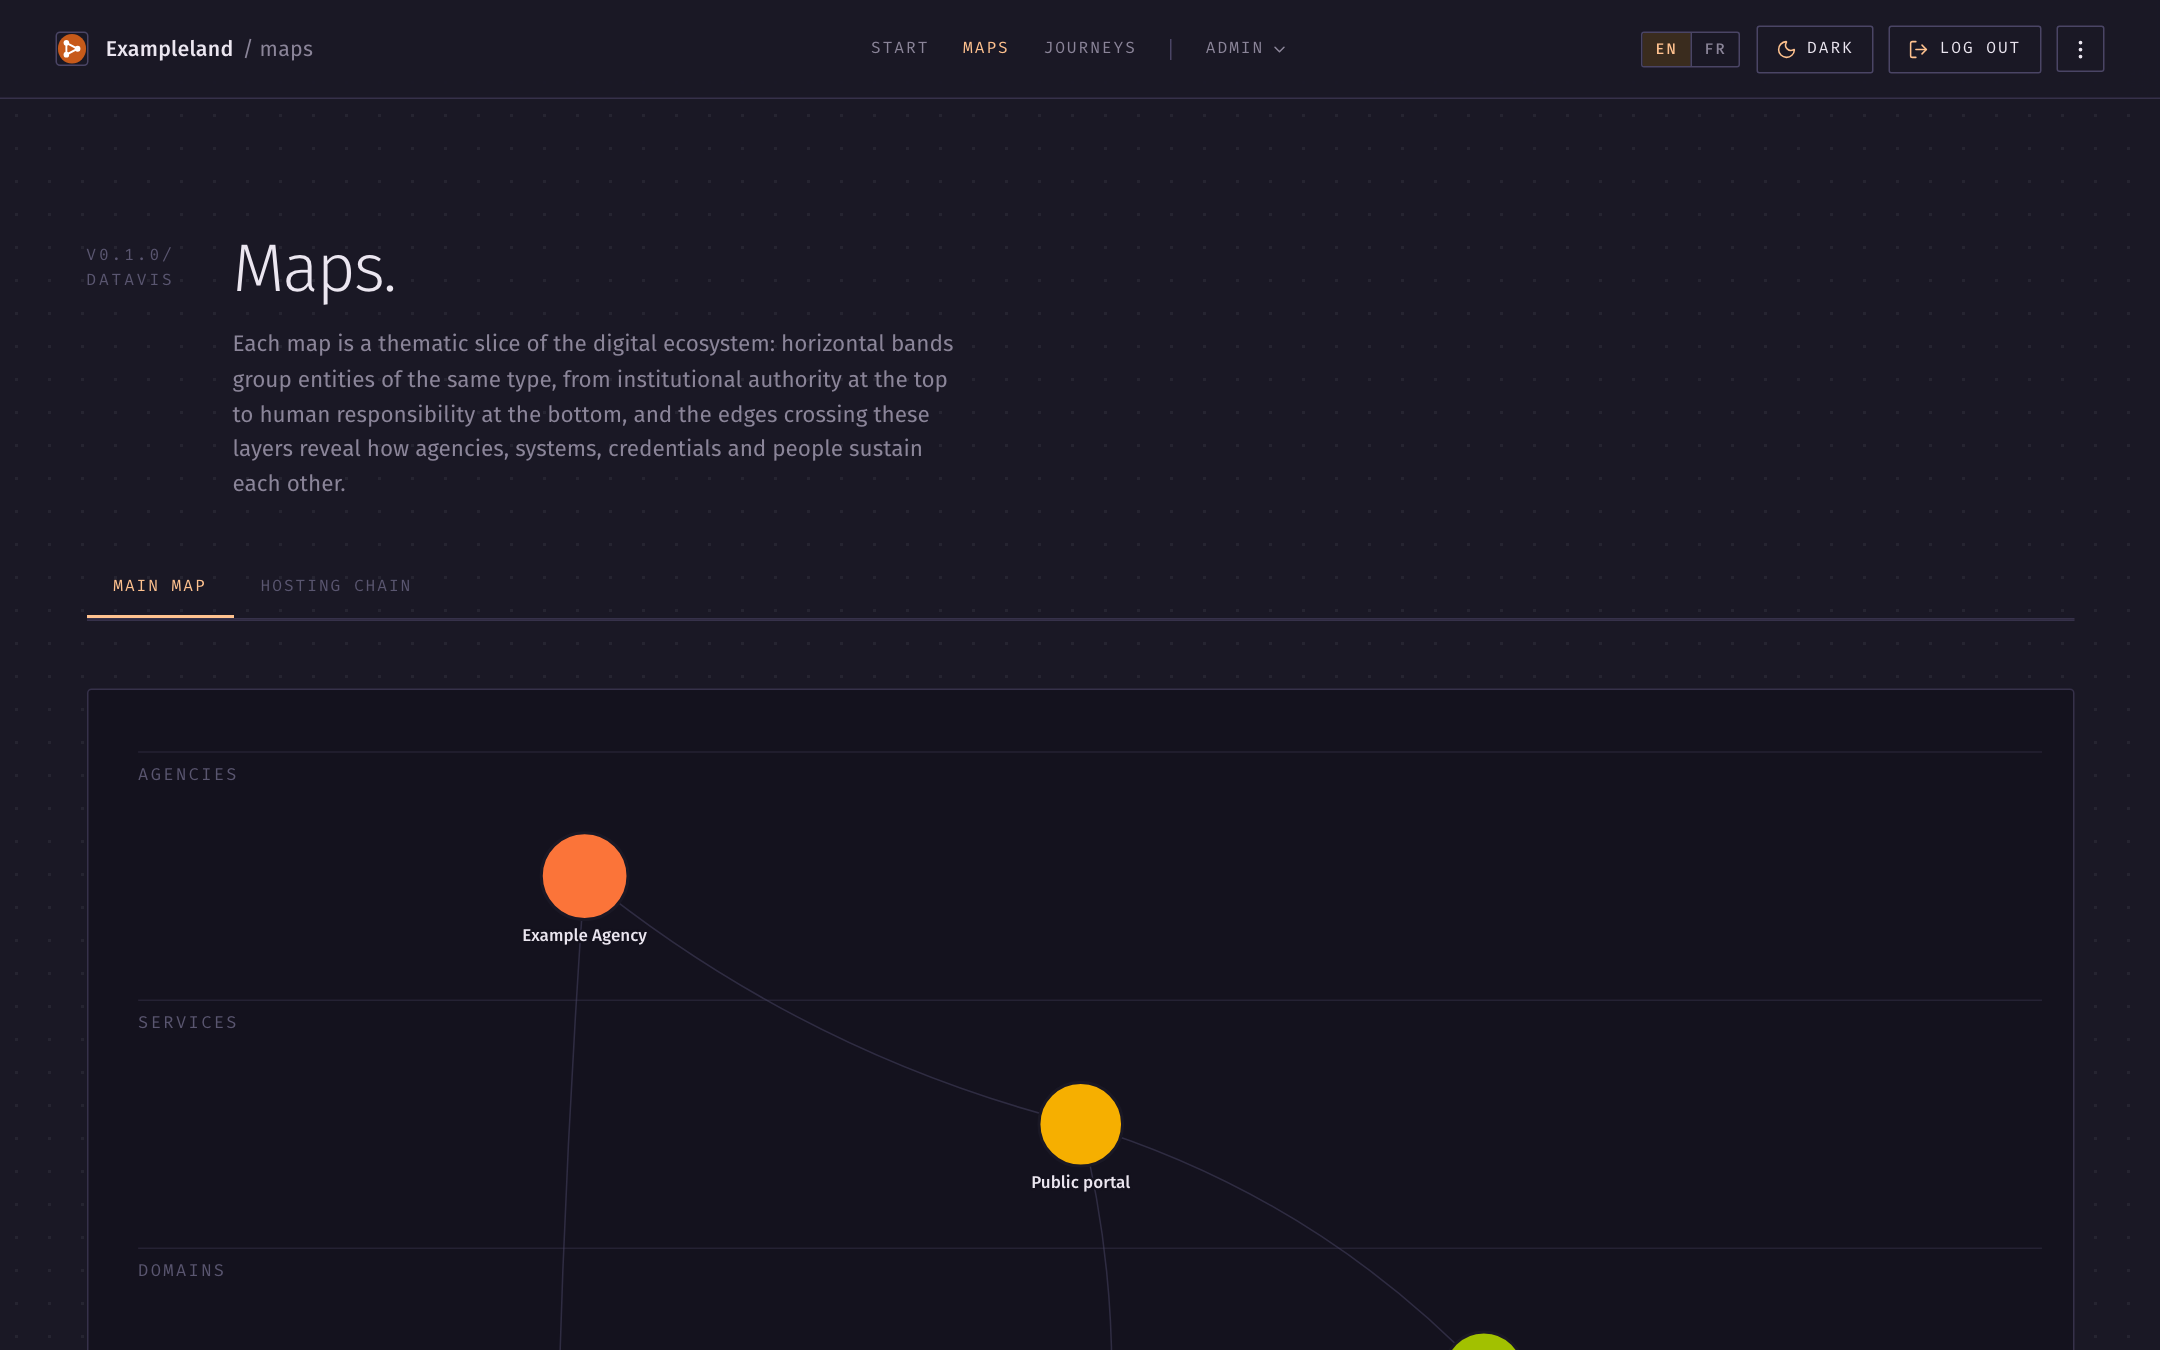 Exampleland / maps
START MAPS JOURNEYS | ADMIN
EN FR DARK LOG OUT
V0.1.0/
DATAVIS
Maps.
Each map is a thematic slice of the digital ecosystem: horizontal bands
group entities of the same type, from institutional authority at the top
to human responsibility at the bottom, and the edges crossing these
layers reveal how agencies, systems, credentials and people sustain
each other.
MAIN MAP HOSTING CHAIN
AGENCIES
Example Agency
SERVICES
Public portal
DOMAINS